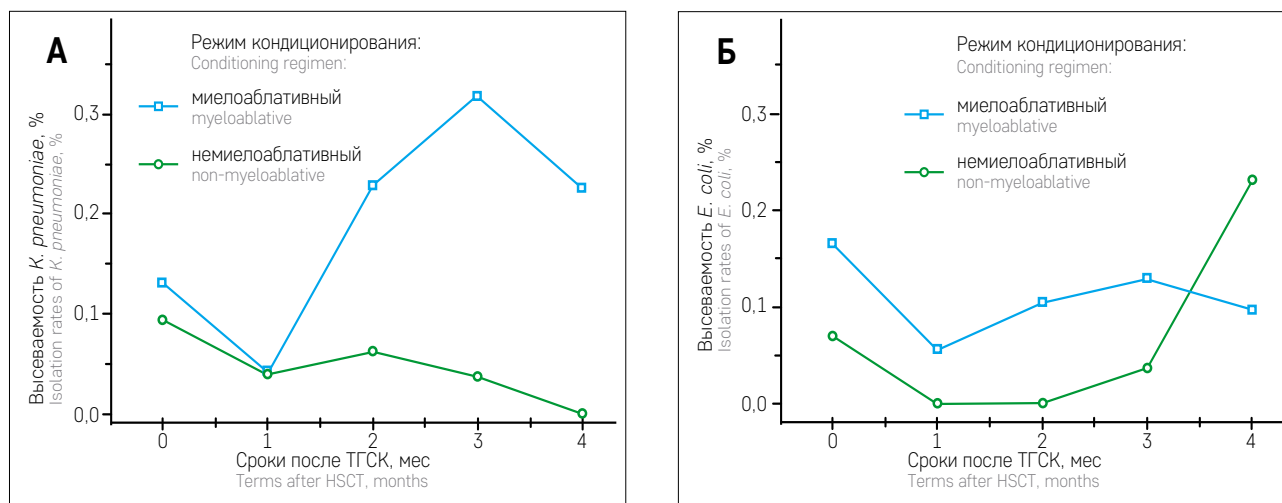 А
Режим кондиционирования:
Conditioning regimen:
миелоаблативный
myeloablative
немиелоаблативный
non-myeloablative
Высеваемость K. pneumoniae, %
Isolation rates of K. pneumoniae, %
0,3
0,2
0,1
0,0
0 1 2 3 4
Сроки после ТГСК, мес
Terms after HSCT, months
Б
Режим кондиционирования:
Conditioning regimen:
миелоаблативный
myeloablative
немиелоаблативный
non-myeloablative
Высеваемость E. coli, %
Isolation rates of E. coli, %
0,3
0,2
0,1
0,0
0 1 2 3 4
Сроки после ТГСК, мес
Terms after HSCT, months